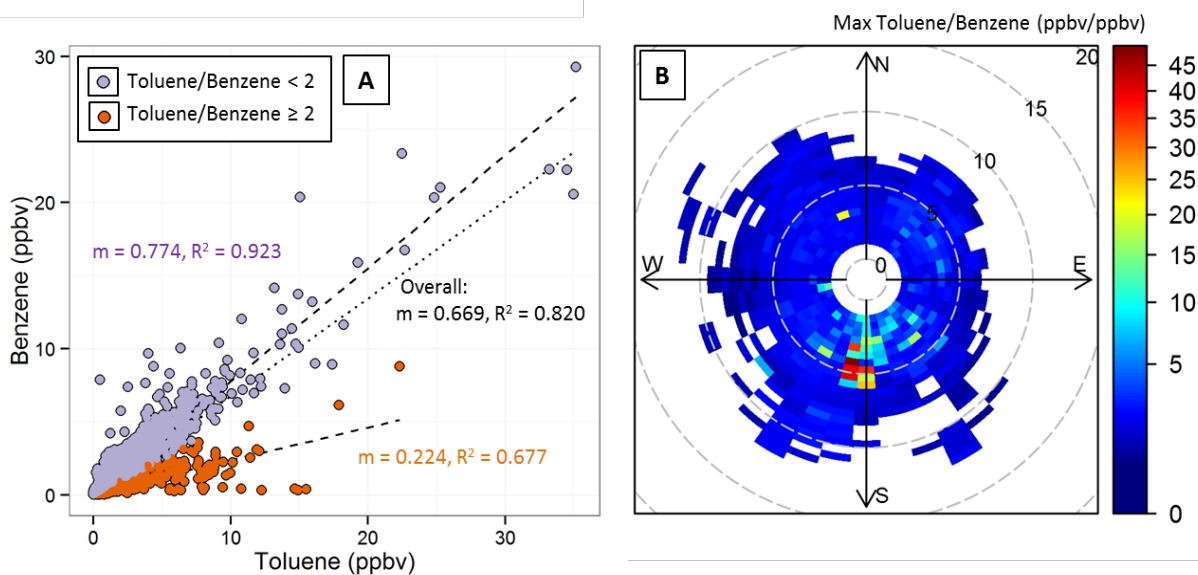 Max Toluene/Benzene (ppbv/ppbv)
Toluene/Benzene < 2
Toluene/Benzene ≥ 2
A
m = 0.774, R² = 0.923
Overall:
m = 0.669, R² = 0.820
m = 0.224, R² = 0.677
Benzene (ppbv)
30
20
10
0
0
10
20
30
Toluene (ppbv)
B
N
W
E
S
0
5
10
15
20
45
40
35
30
25
20
15
10
5
0